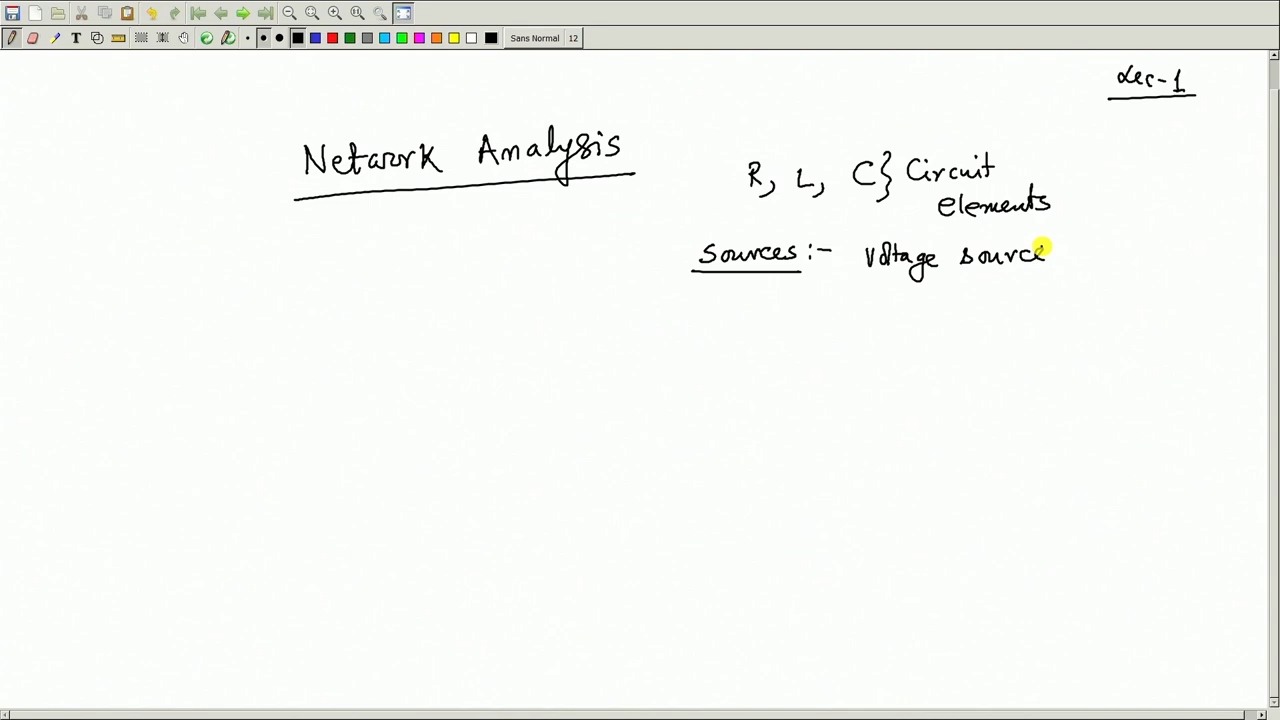 Sans Normal 12
Lec-1
Network Analysis
R, L, C} Circuit
elements
Sources :- Voltage source